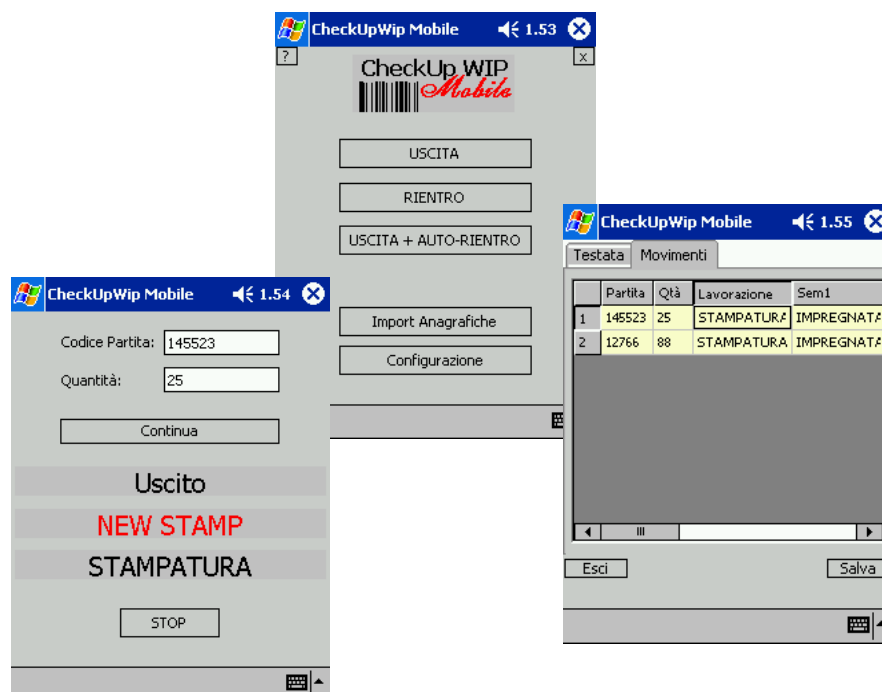 CheckUpWip Mobile 1.53
? x
CheckUp WIP
Mobile
USCITA
RIENTRO
USCITA + AUTO-RIENTRO
Import Anagrafiche
Configurazione
CheckUpWip Mobile 1.54
Codice Partita: 145523
Quantità: 25
Continua
Uscito
NEW STAMP
STAMPATURA
STOP
CheckUpWip Mobile 1.55
Testata Movimenti
Partita Qtà Lavorazione Sem1
1 145523 25 STAMPATURA IMPREGNATA
2 12766 88 STAMPATURA IMPREGNATA
Esci Salva